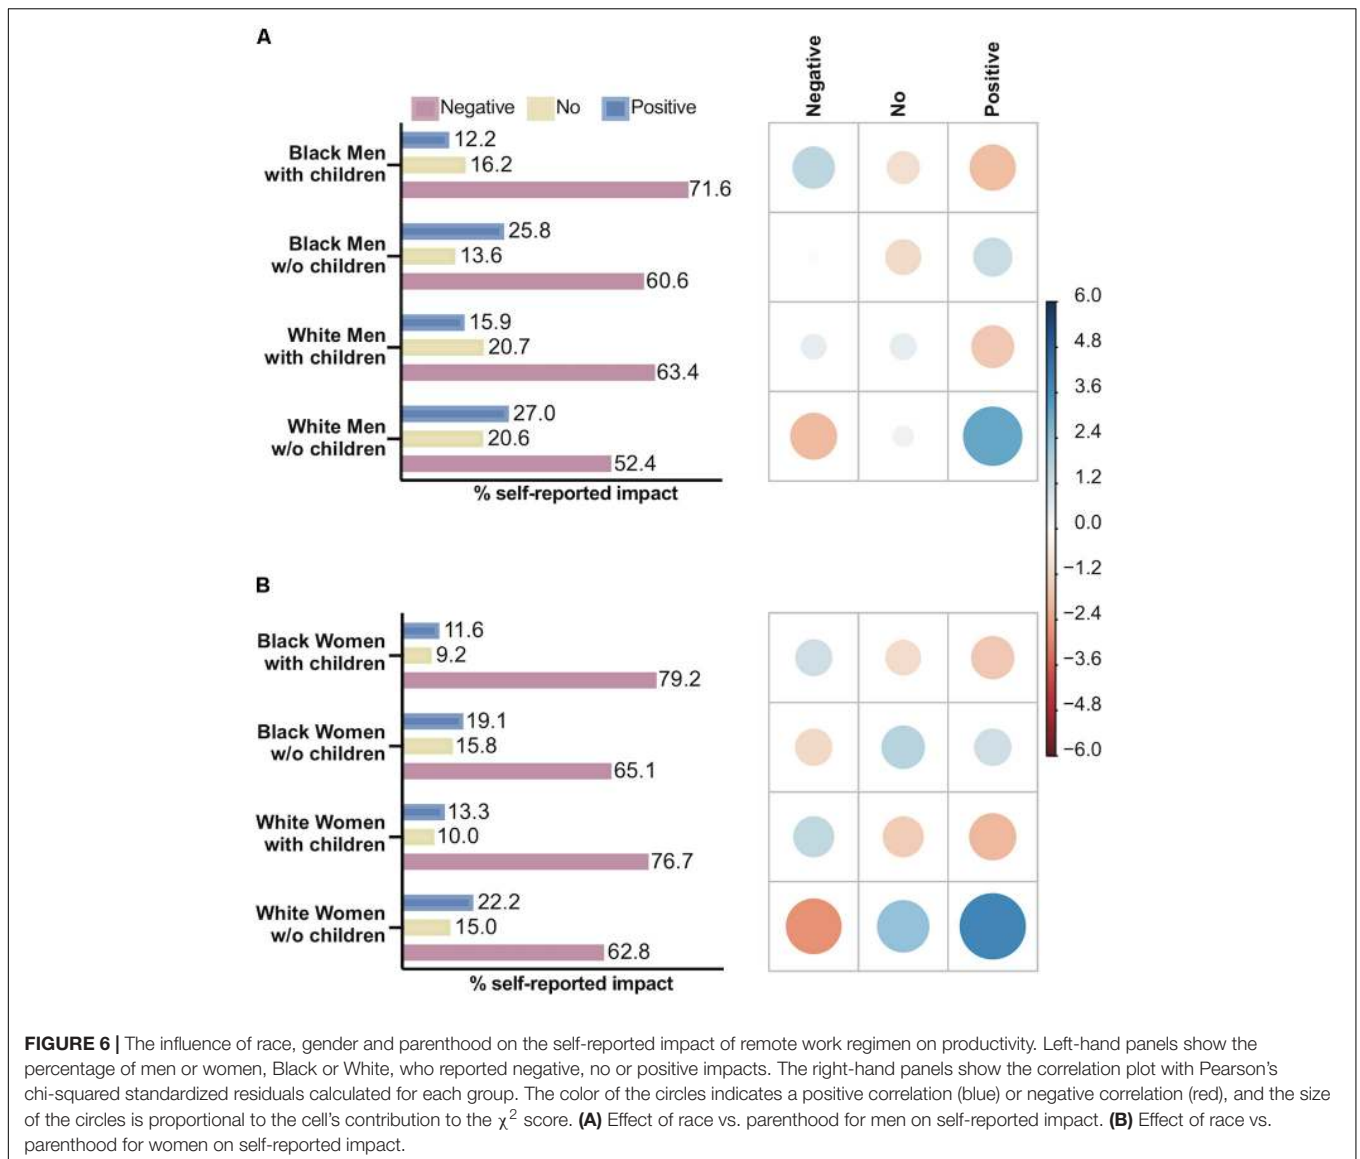 A
Negative No Positive
Negative
No
Positive
Black Men
with children
12.2
16.2
71.6
Black Men
w/o children
25.8
13.6
60.6
White Men
with children
15.9
20.7
63.4
White Men
w/o children
27.0
20.6
52.4
% self-reported impact
6.0
4.8
3.6
2.4
1.2
0.0
−1.2
−2.4
−3.6
−4.8
−6.0
B
Black Women
with children
11.6
9.2
79.2
Black Women
w/o children
19.1
15.8
65.1
White Women
with children
13.3
10.0
76.7
White Women
w/o children
22.2
15.0
62.8
% self-reported impact
FIGURE 6 | The influence of race, gender and parenthood on the self-reported impact of remote work regimen on productivity. Left-hand panels show the
percentage of men or women, Black or White, who reported negative, no or positive impacts. The right-hand panels show the correlation plot with Pearson's
chi-squared standardized residuals calculated for each group. The color of the circles indicates a positive correlation (blue) or negative correlation (red), and the size
of the circles is proportional to the cell's contribution to the χ² score. (A) Effect of race vs. parenthood for men on self-reported impact. (B) Effect of race vs.
parenthood for women on self-reported impact.